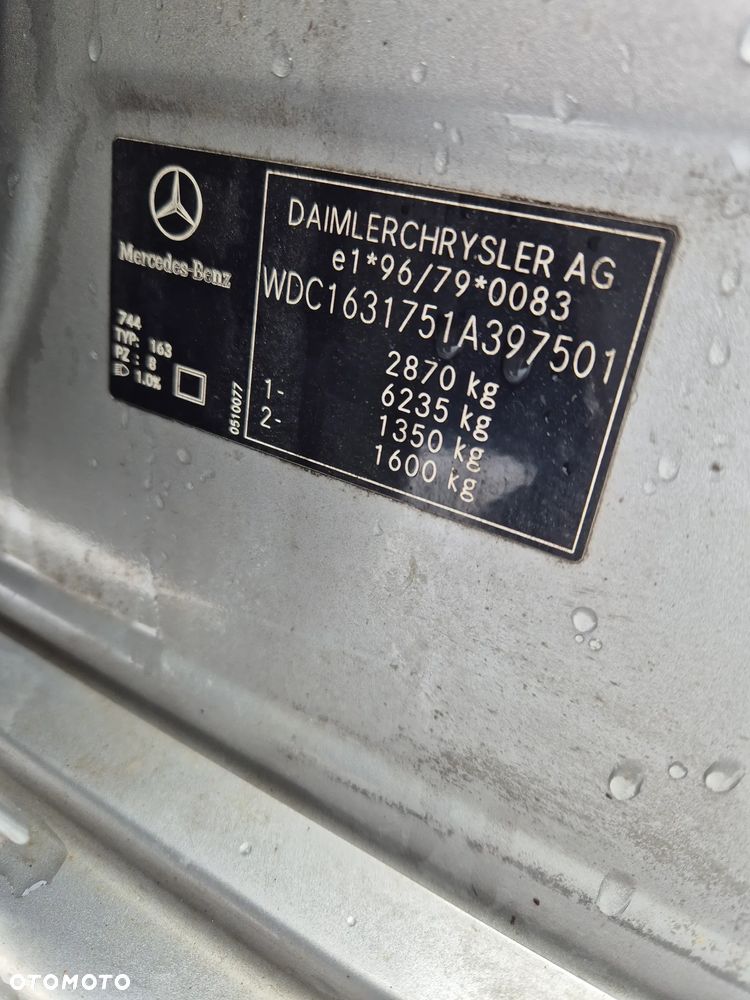 Mercedes-Benz
744
TYP: 163
PZ : 8
1.0%
0510077
DAIMLERCHRYSLER AG
e1*96/79*0083
WDC1631751A397501
2870 kg
6235 kg
1- 1350 kg
2- 1600 kg
OTOMOTO